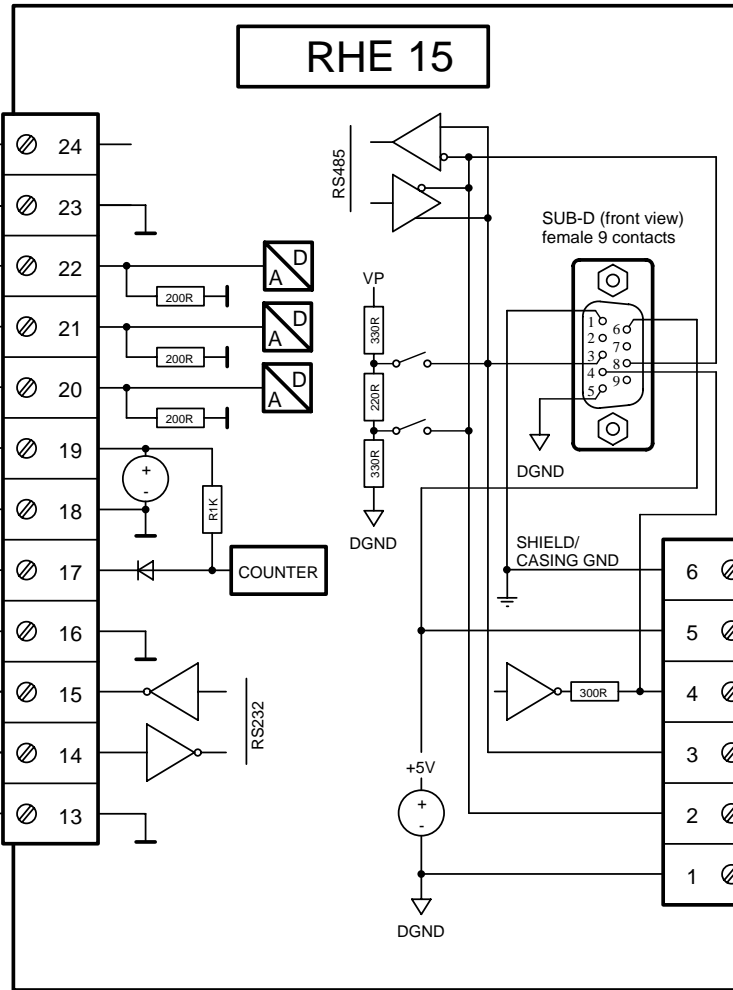 RHE 15
24
23
22
200R
A D
21
200R
A D
20
200R
A D
19
+
-
18
R1K
17
COUNTER
16
15
14
RS232
13
RS485
VP
330R
220R
330R
DGND
SUB-D (front view)
female 9 contacts
1
2
3
4
5
6
7
8
9
DGND
SHIELD/
CASING GND
300R
+5V
+
-
DGND
6
5
4
3
2
1